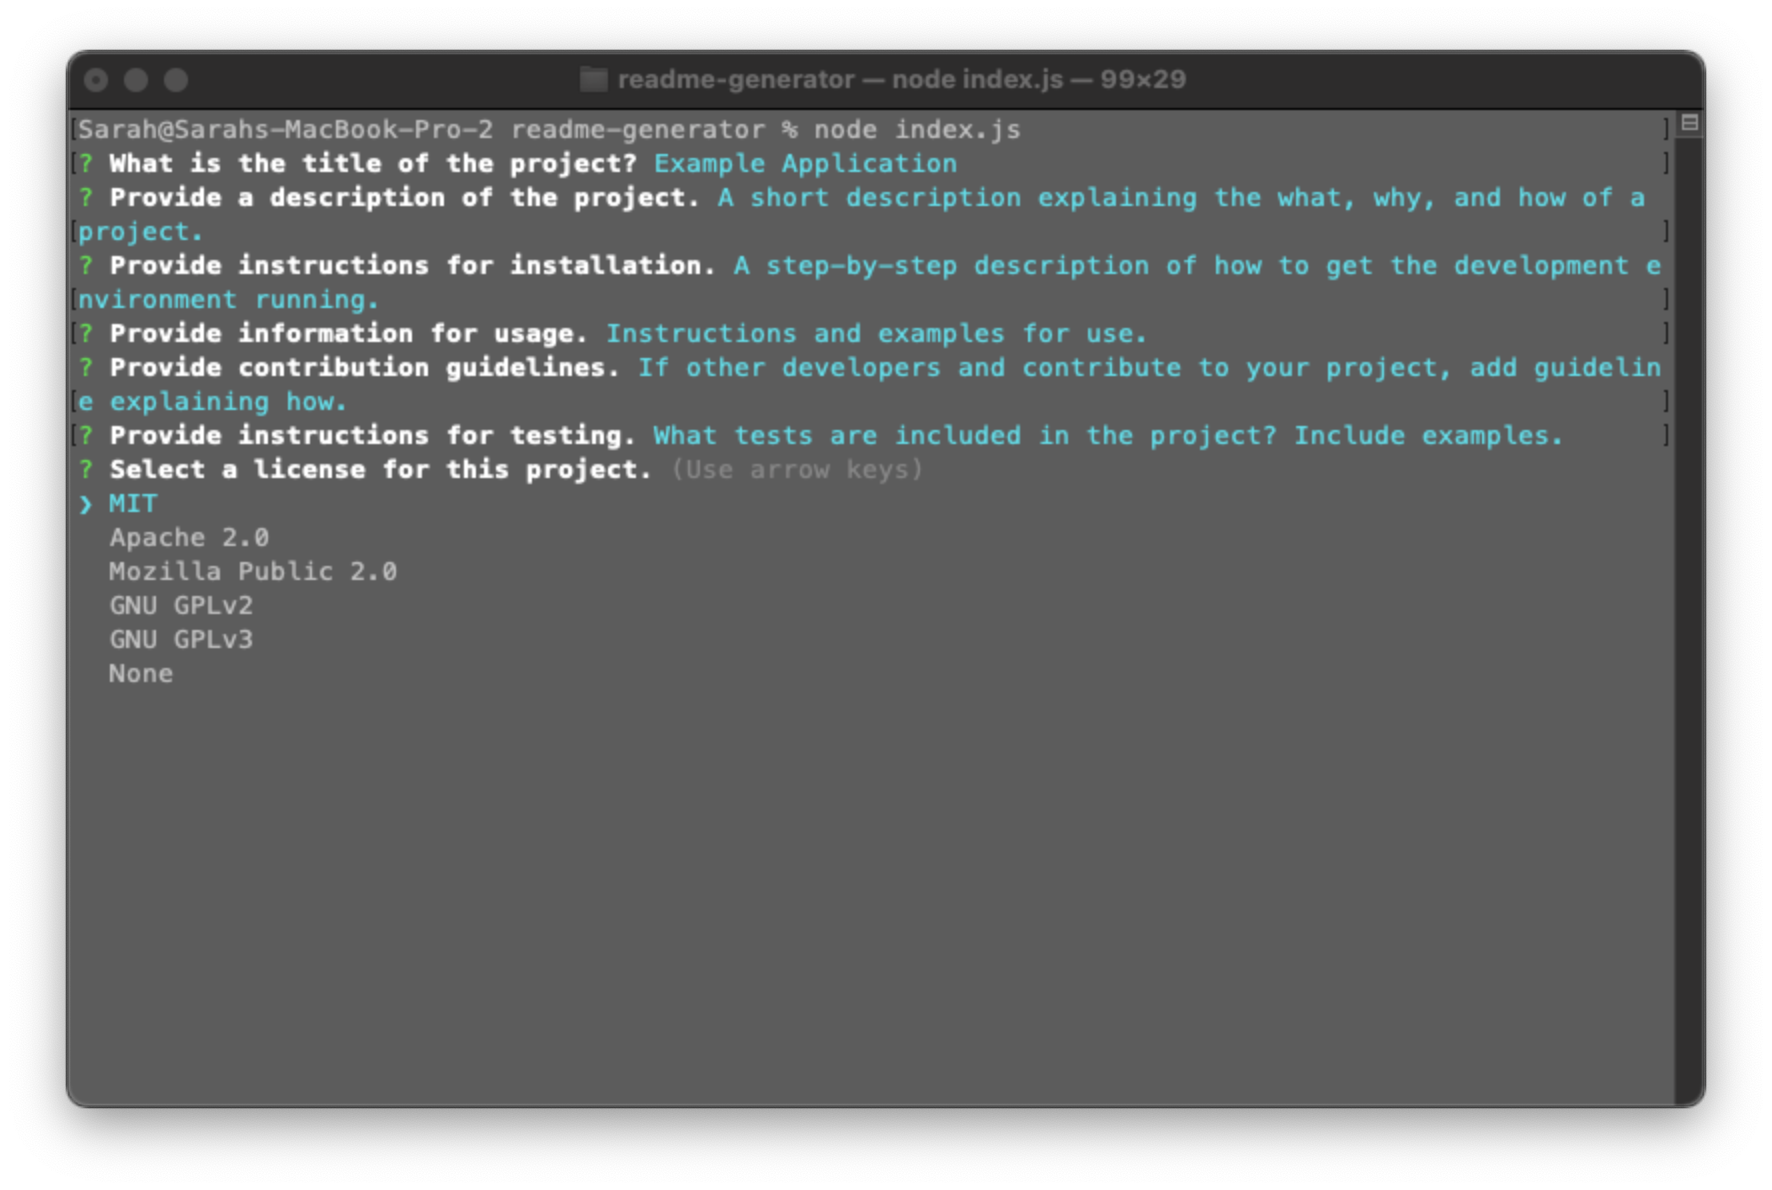 readme-generator — node index.js — 99×29
[Sarah@Sarahs-MacBook-Pro-2 readme-generator % node index.js ]
[? What is the title of the project? Example Application ]
? Provide a description of the project. A short description explaining the what, why, and how of a
[project. ]
? Provide instructions for installation. A step-by-step description of how to get the development e
[nvironment running. ]
[? Provide information for usage. Instructions and examples for use. ]
? Provide contribution guidelines. If other developers and contribute to your project, add guidelin
[e explaining how. ]
[? Provide instructions for testing. What tests are included in the project? Include examples. ]
? Select a license for this project. (Use arrow keys)
❯ MIT
Apache 2.0
Mozilla Public 2.0
GNU GPLv2
GNU GPLv3
None